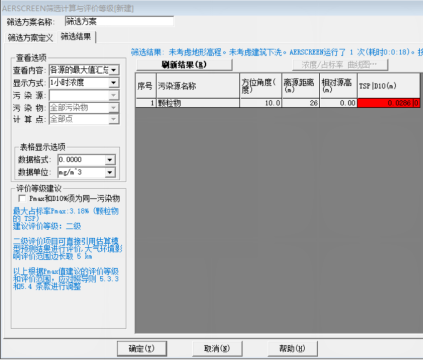 AERSCREEN筛选计算与评价等级[新建]
筛选方案名称: 筛选方案
筛选方案定义 筛选结果
筛选结果: 未考虑地形高程。未考虑建筑下洗。AERSCREEN运行了 1 次(耗时0:0:18)。按
查看选项
查看内容: 各源的最大值汇总
显示方式: 1小时浓度
污 染 源:
污 染 物: 全部污染物
计 算 点: 全部点
刷新结果(R) 浓度/占标率 曲线图…
序号 污染源名称 方位角度(度) 离源距离(m) 相对源高(m) TSP|D10(m)
1 颗粒物 10.0 26 0.00
表格显示选项
数据格式: 0.0000
数据单位: mg/m^3
评价等级建议
Pmax和D10%须为同一污染物
最大占标率Pmax:3.18% (颗粒物
的 TSP)
建议评价等级: 二级
二级评价项目可直接引用估算模
型预测结果进行评价,大气环境影
响评价范围边长取 5 km
以上根据Pmax值建议的评价等级
和评价范围, 应对照导则 5.3.3
和5.4 条款进行调整
确定(Y) 取消(N) 帮助(H)